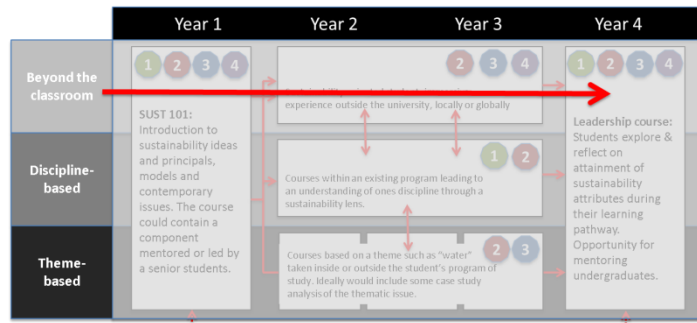 Year 1
Year 2
Year 3
Year 4
Beyond the
classroom
1 2 3 4
2 3 4
1 2 3 4
experience outside the university, locally or globally
SUST 101:
Introduction to
sustainability ideas
and principals,
models and
contemporary
issues. The course
could contain a
component
mentored or led by
a senior students.
Leadership course:
Students explore &
reflect on
attainment of
sustainability
attributes during
their learning
pathway.
Opportunity for
mentoring
undergraduates.
Discipline-
based
1 2
Courses within an existing program leading to
an understanding of ones discipline through a
sustainability lens.
Theme-
based
2 3
Courses based on a theme such as "water"
taken inside or outside the student's program of
study. Ideally would include some case study
analysis of the thematic issue.